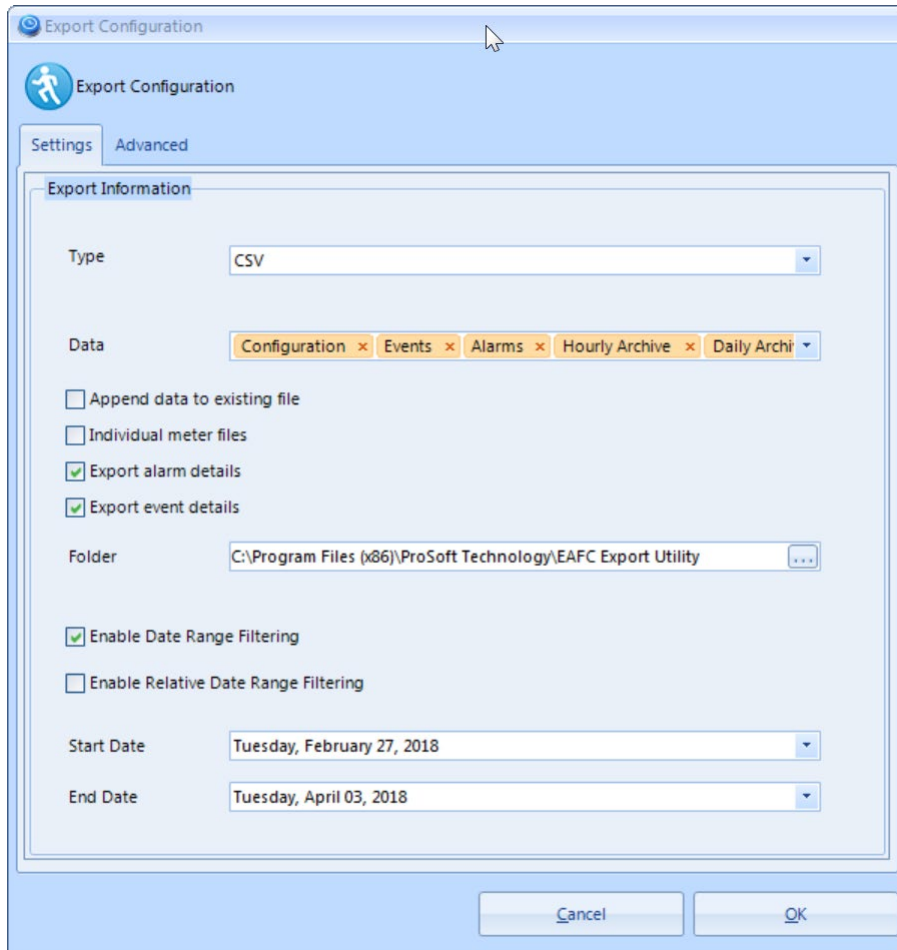 Export Configuration
Export Configuration
Settings Advanced
Export Information
Type CSV
Data Configuration × Events × Alarms × Hourly Archive × Daily Archi
Append data to existing file
Individual meter files
Export alarm details
Export event details
Folder C:\Program Files (x86)\ProSoft Technology\EAFC Export Utility ...
Enable Date Range Filtering
Enable Relative Date Range Filtering
Start Date Tuesday, February 27, 2018
End Date Tuesday, April 03, 2018
Cancel OK